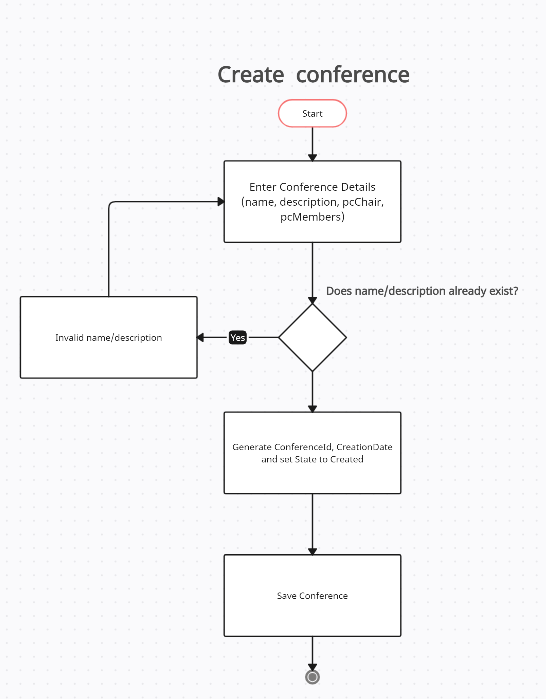 Create conference
Start
Enter Conference Details
(name, description, pcChair,
pcMembers)
Does name/description already exist?
Invalid name/description
Yes
Generate ConferenceId, CreationDate
and set State to Created
Save Conference